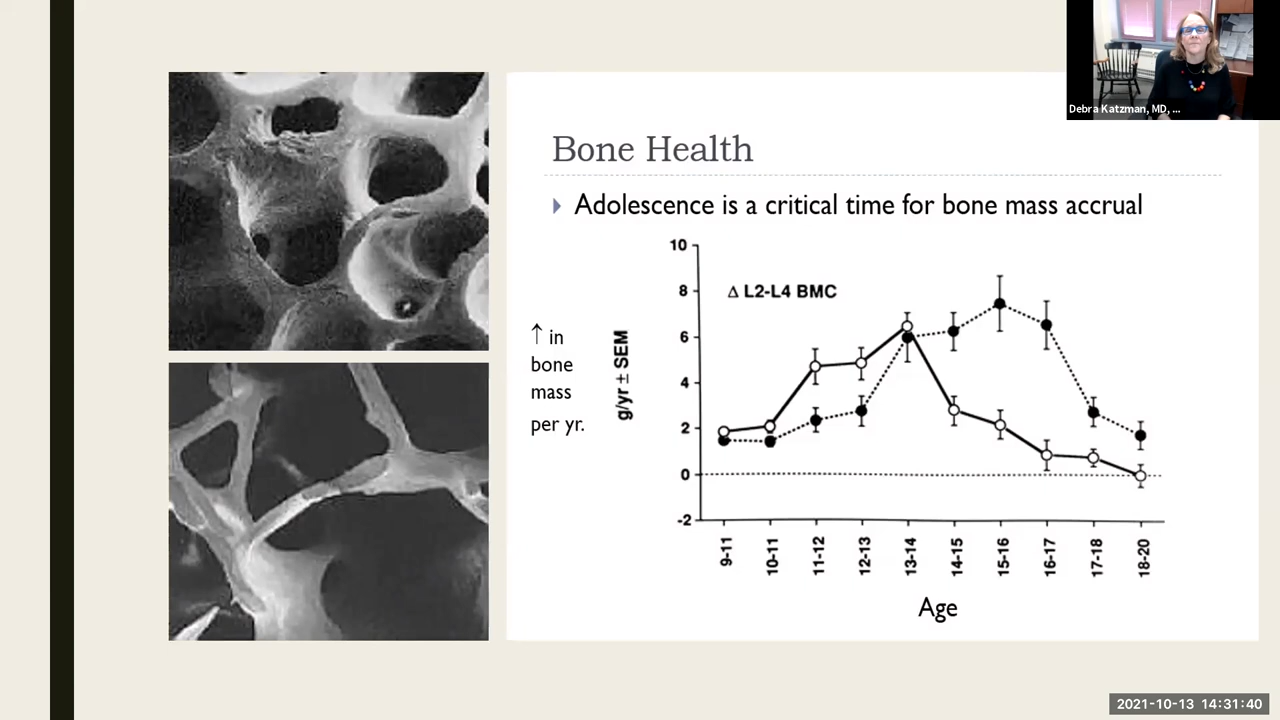 Debra Katzman, MD, ...
Bone Health
Adolescence is a critical time for bone mass accrual
↑ in
bone
mass
per yr.
g/yr ± SEM
10
8
6
4
2
0
-2
Δ L2-L4 BMC
9-11
10-11
11-12
12-13
13-14
14-15
15-16
16-17
17-18
18-20
Age
2021-10-13 14:31:40